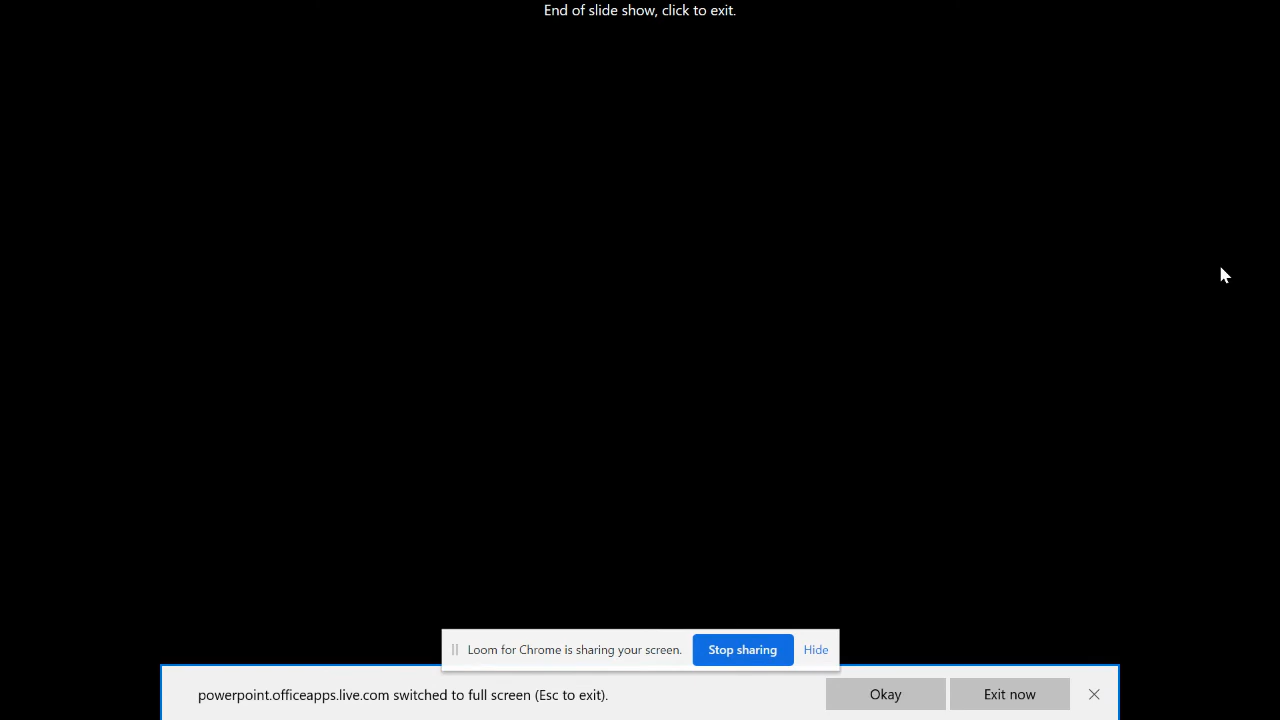 End of slide show, click to exit.
Loom for Chrome is sharing your screen. Stop sharing Hide
powerpoint.officeapps.live.com switched to full screen (Esc to exit). Okay Exit now